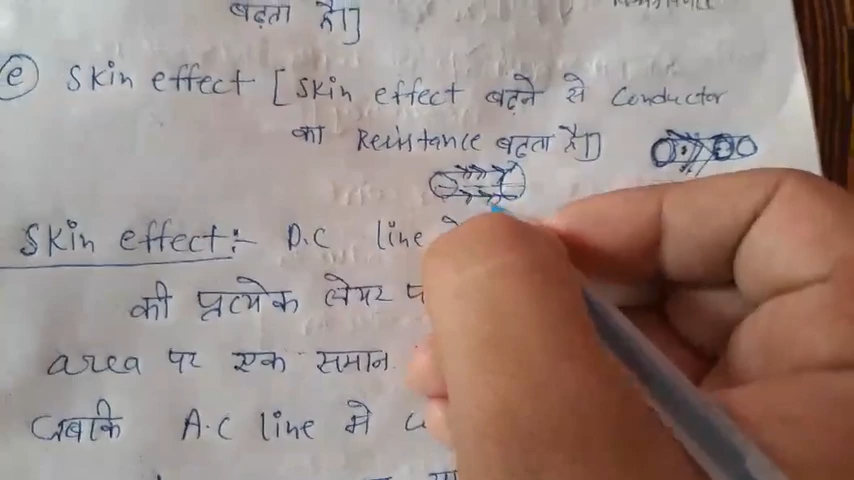 बढ़ता है।]
(e) Skin effect [Skin effect बढ़ने से Conductor
का Resistance बढ़ता है।]
Skin effect:- D.C line
की प्रत्येक लेयर
area पर एक समान
जबकि A.C line मे